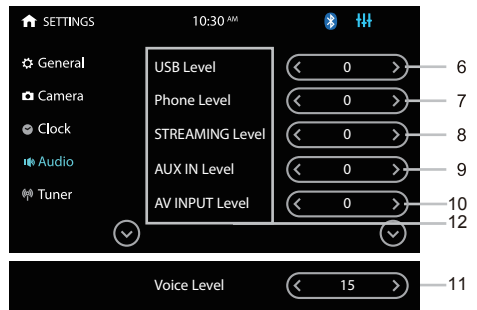 SETTINGS 10:30 AM
General USB Level 0 6
Camera Phone Level 0 7
Clock STREAMING Level 0 8
Audio AUX IN Level 0 9
Tuner AV INPUT Level 0 10
12
Voice Level 15 11